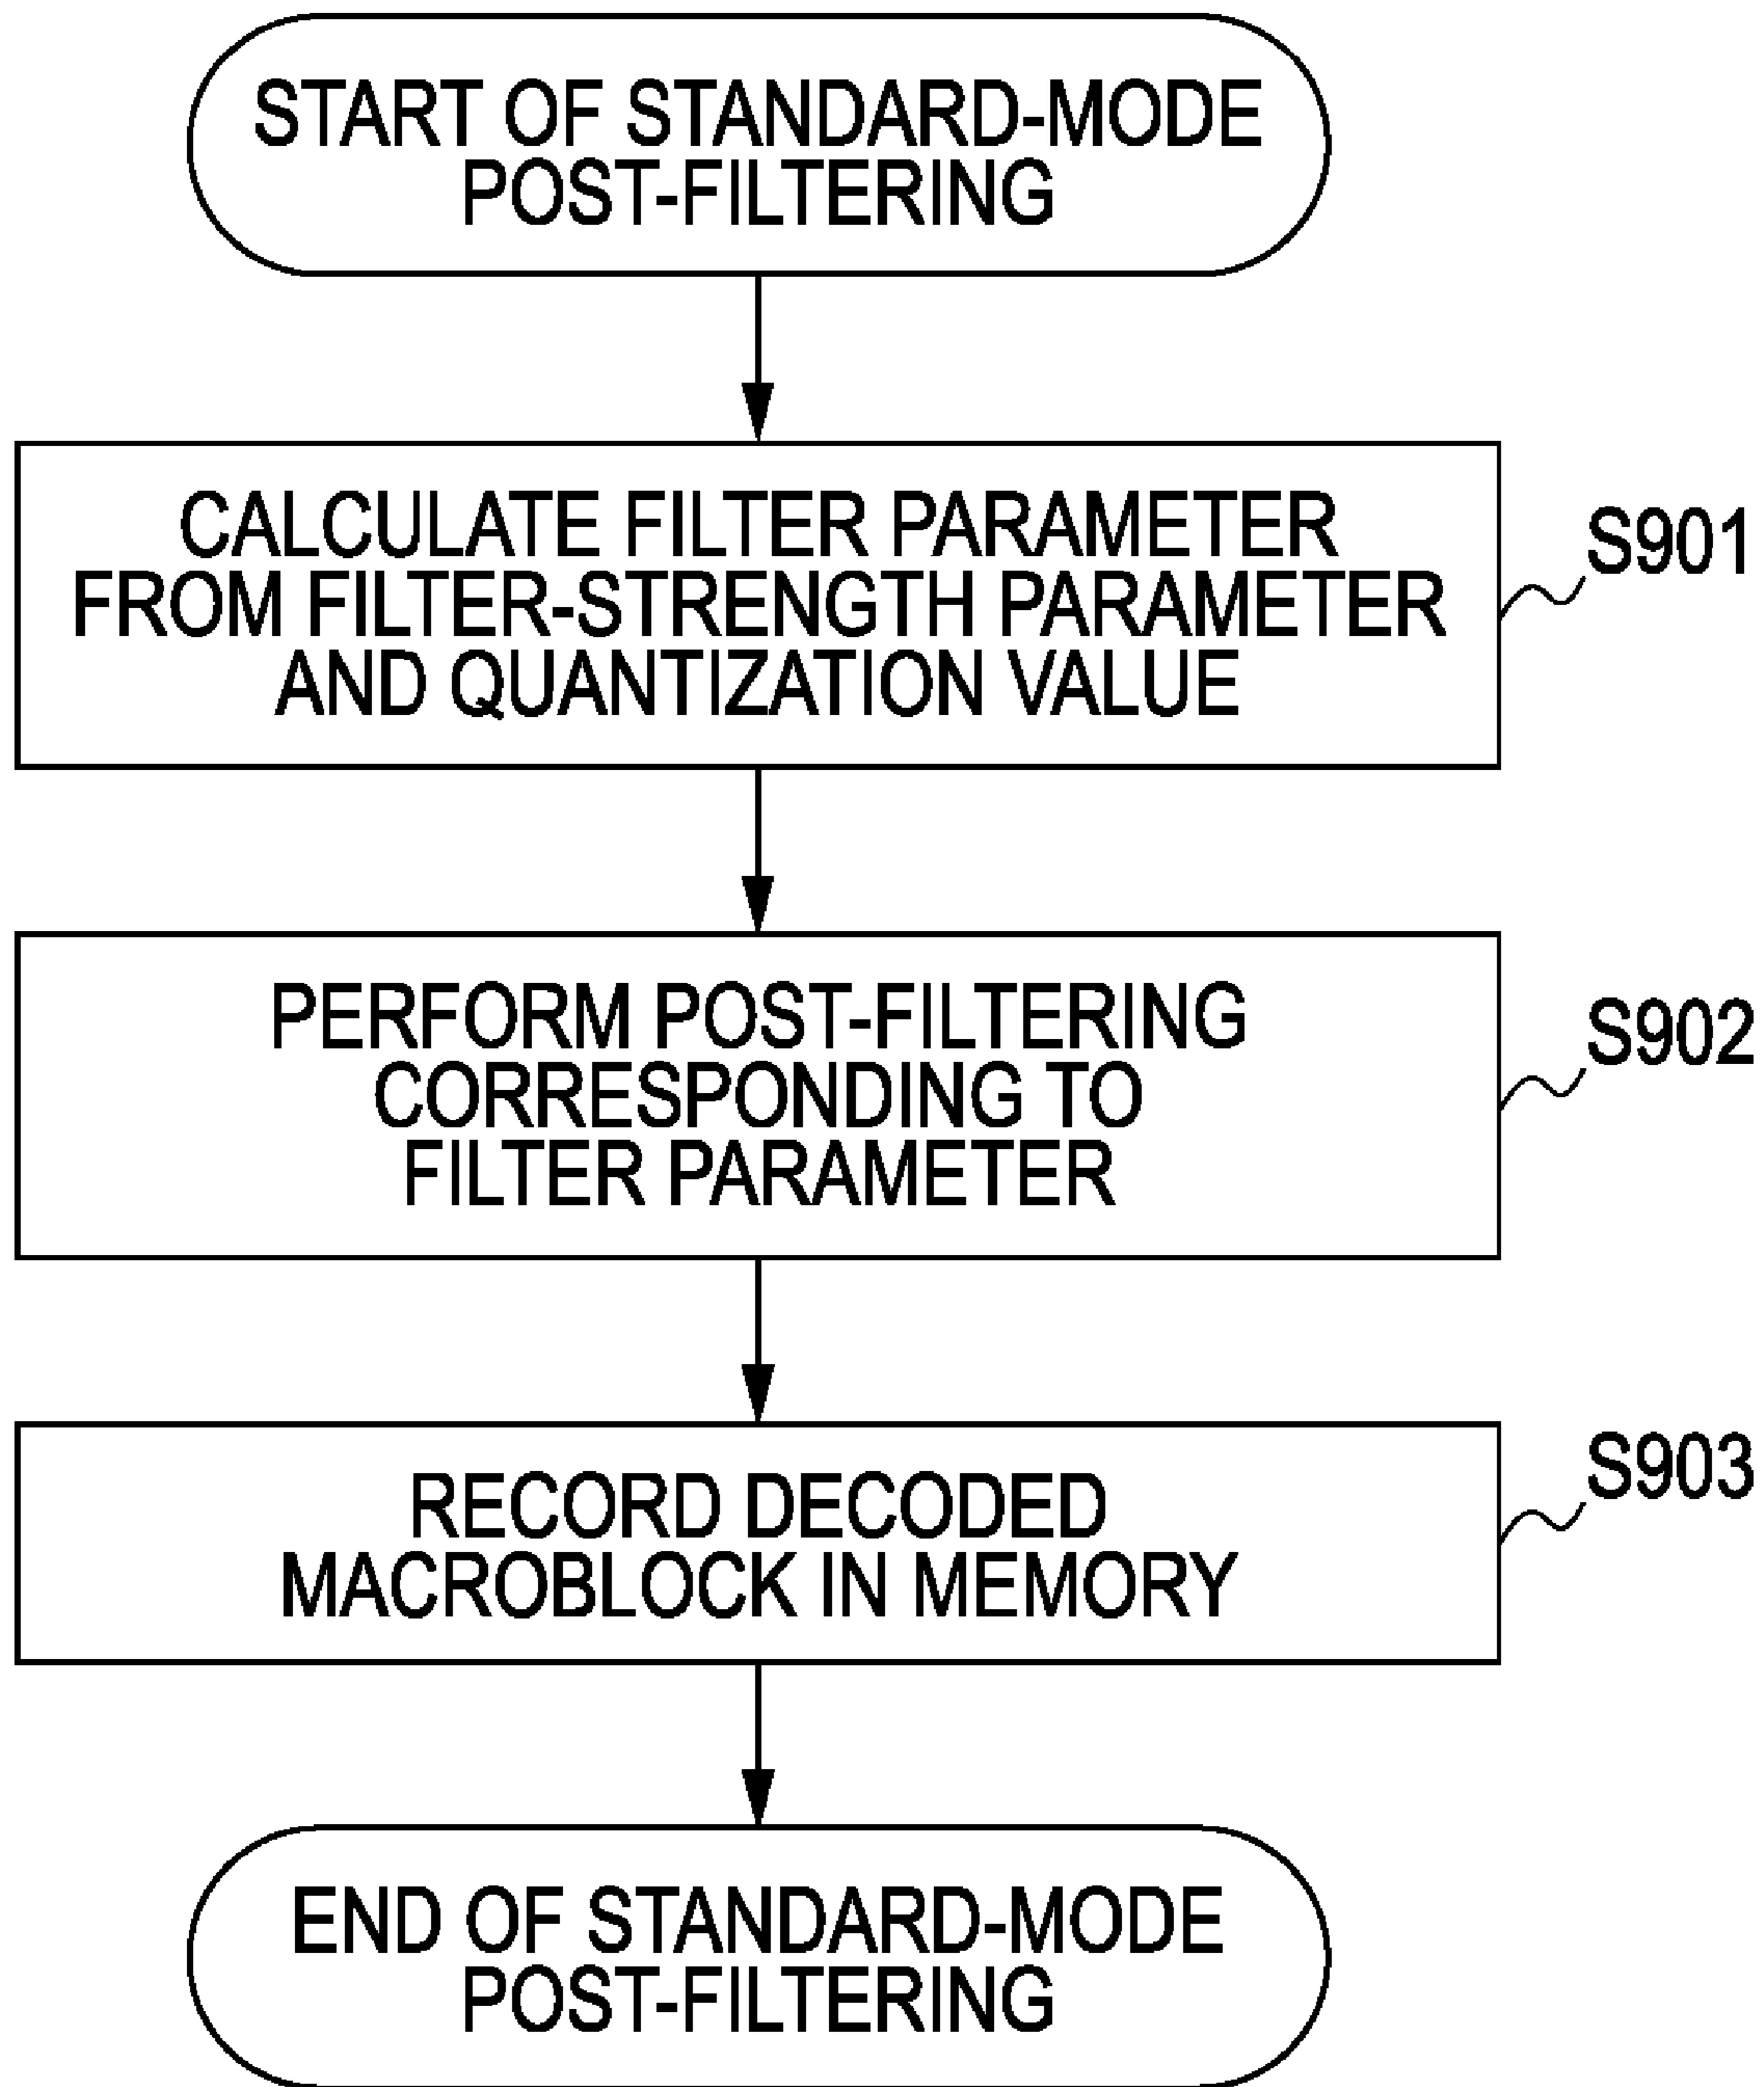 START OF STANDARD-MODE
POST-FILTERING
CALCULATE FILTER PARAMETER
FROM FILTER-STRENGTH PARAMETER
AND QUANTIZATION VALUE
S901
PERFORM POST-FILTERING
CORRESPONDING TO
FILTER PARAMETER
S902
RECORD DECODED
MACROBLOCK IN MEMORY
S903
END OF STANDARD-MODE
POST-FILTERING